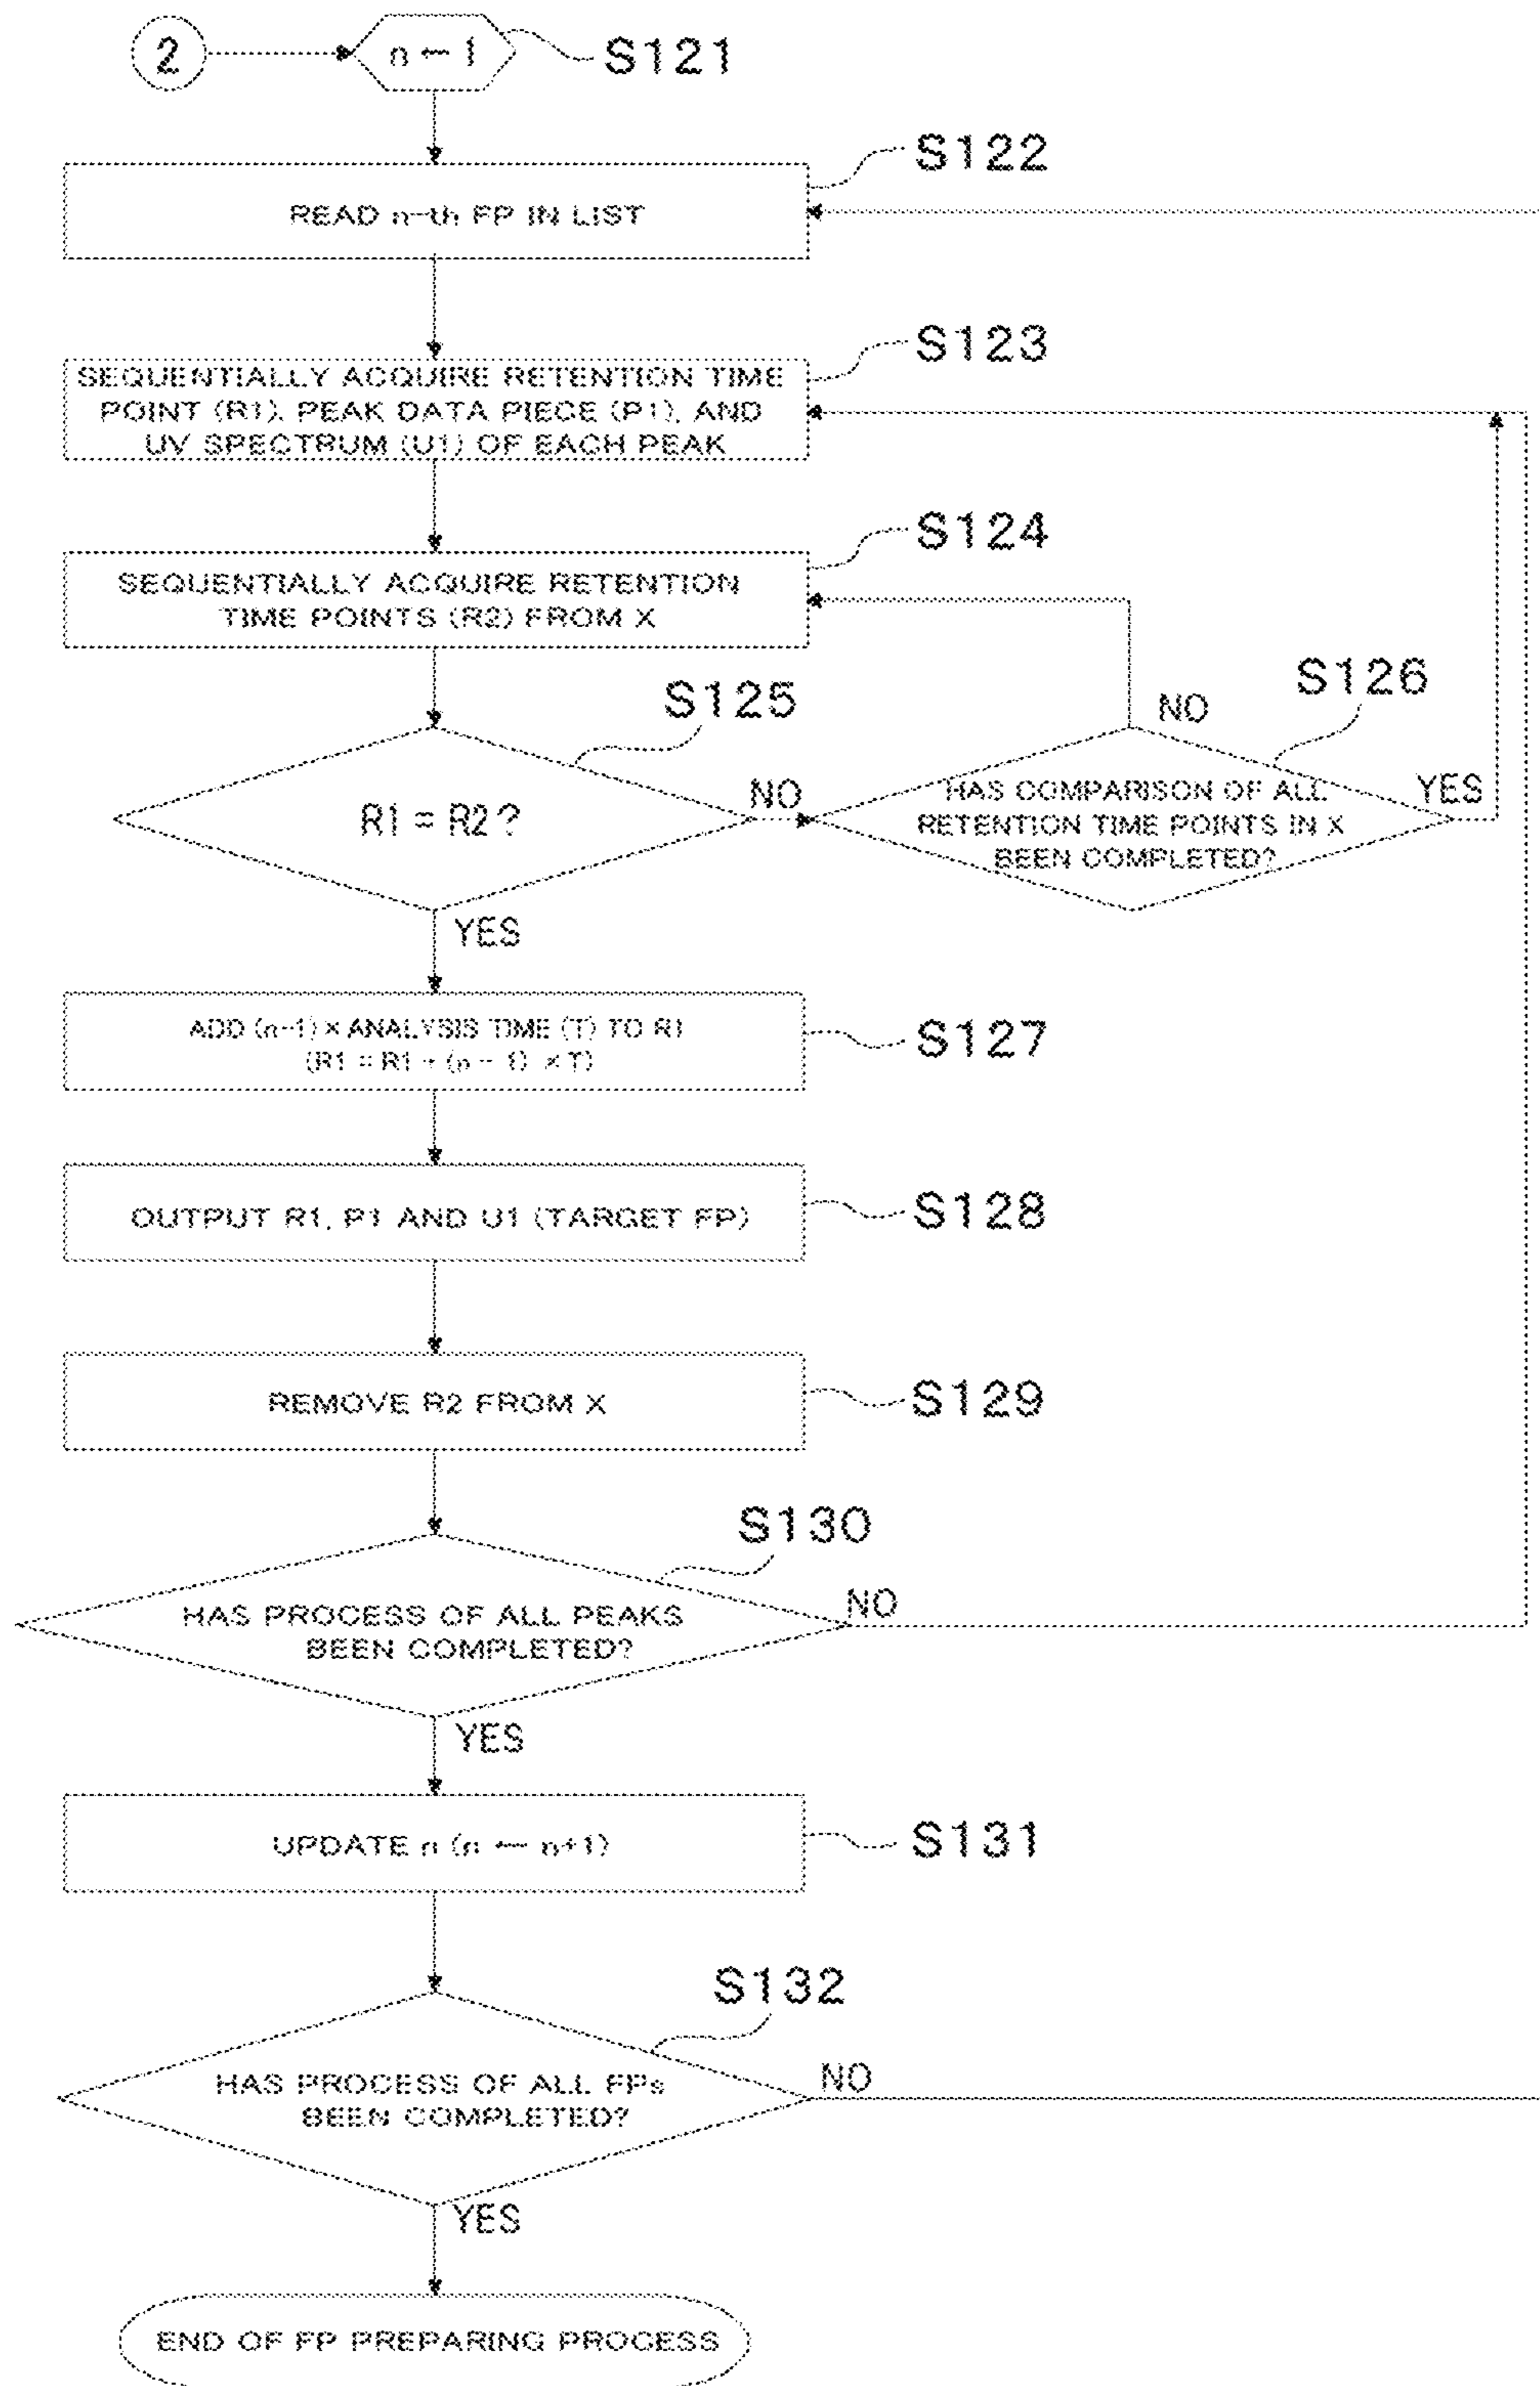 2
n ← 1
S121
S122
READ n-th FP IN LIST
S123
SEQUENTIALLY ACQUIRE RETENTION TIME
POINT (R1), PEAK DATA PIECE (P1), AND
UV SPECTRUM (U1) OF EACH PEAK
S124
SEQUENTIALLY ACQUIRE RETENTION
TIME POINTS (R2) FROM X
S125
S126
NO
R1 = R2 ?
NO
HAS COMPARISON OF ALL
RETENTION TIME POINTS IN X
BEEN COMPLETED?
YES
YES
ADD (n-1) × ANALYSIS TIME (T) TO R1
(R1 = R1 + (n - 1) × T)
S127
OUTPUT R1, P1 AND U1 (TARGET FP)
S128
REMOVE R2 FROM X
S129
S130
HAS PROCESS OF ALL PEAKS
BEEN COMPLETED?
NO
YES
UPDATE n (n ← n+1)
S131
S132
HAS PROCESS OF ALL FPs
BEEN COMPLETED?
NO
YES
END OF FP PREPARING PROCESS